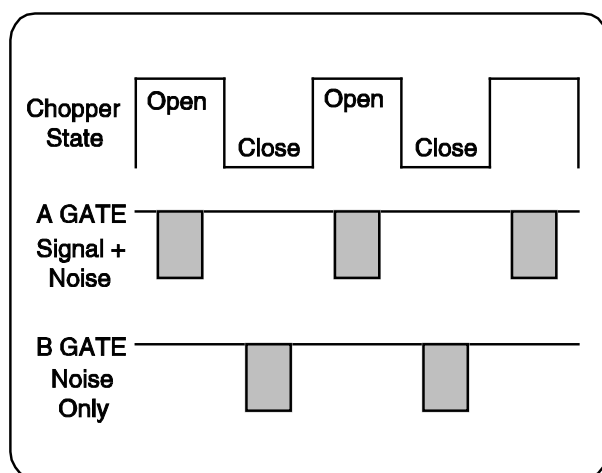 Chopper
State
Open
Close
Open
Close
A GATE
Signal +
Noise
B GATE
Noise
Only